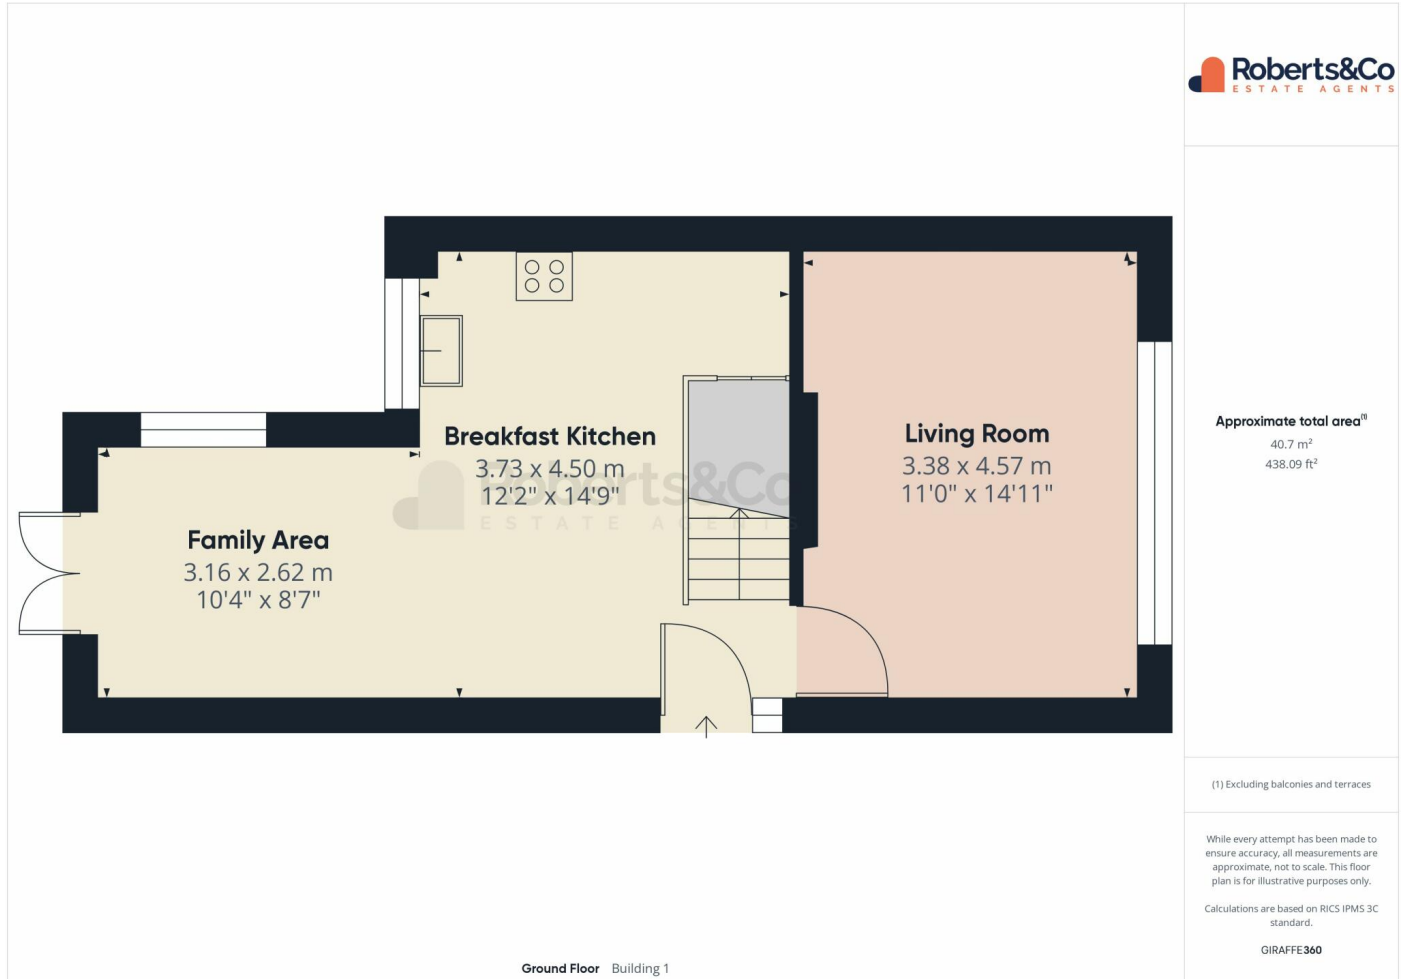 Roberts&Co
ESTATE AGENTS
Breakfast Kitchen
3.73 x 4.50 m
12'2" x 14'9"
Living Room
3.38 x 4.57 m
11'0" x 14'11"
Family Area
3.16 x 2.62 m
10'4" x 8'7"
Roberts&Co
ESTATE AGENTS
Approximate total area(1)
40.7 m²
438.09 ft²
(1) Excluding balconies and terraces
While every attempt has been made to
ensure accuracy, all measurements are
approximate, not to scale. This floor
plan is for illustrative purposes only.
Calculations are based on RICS IPMS 3C
standard.
GIRAFFE360
Ground Floor Building 1